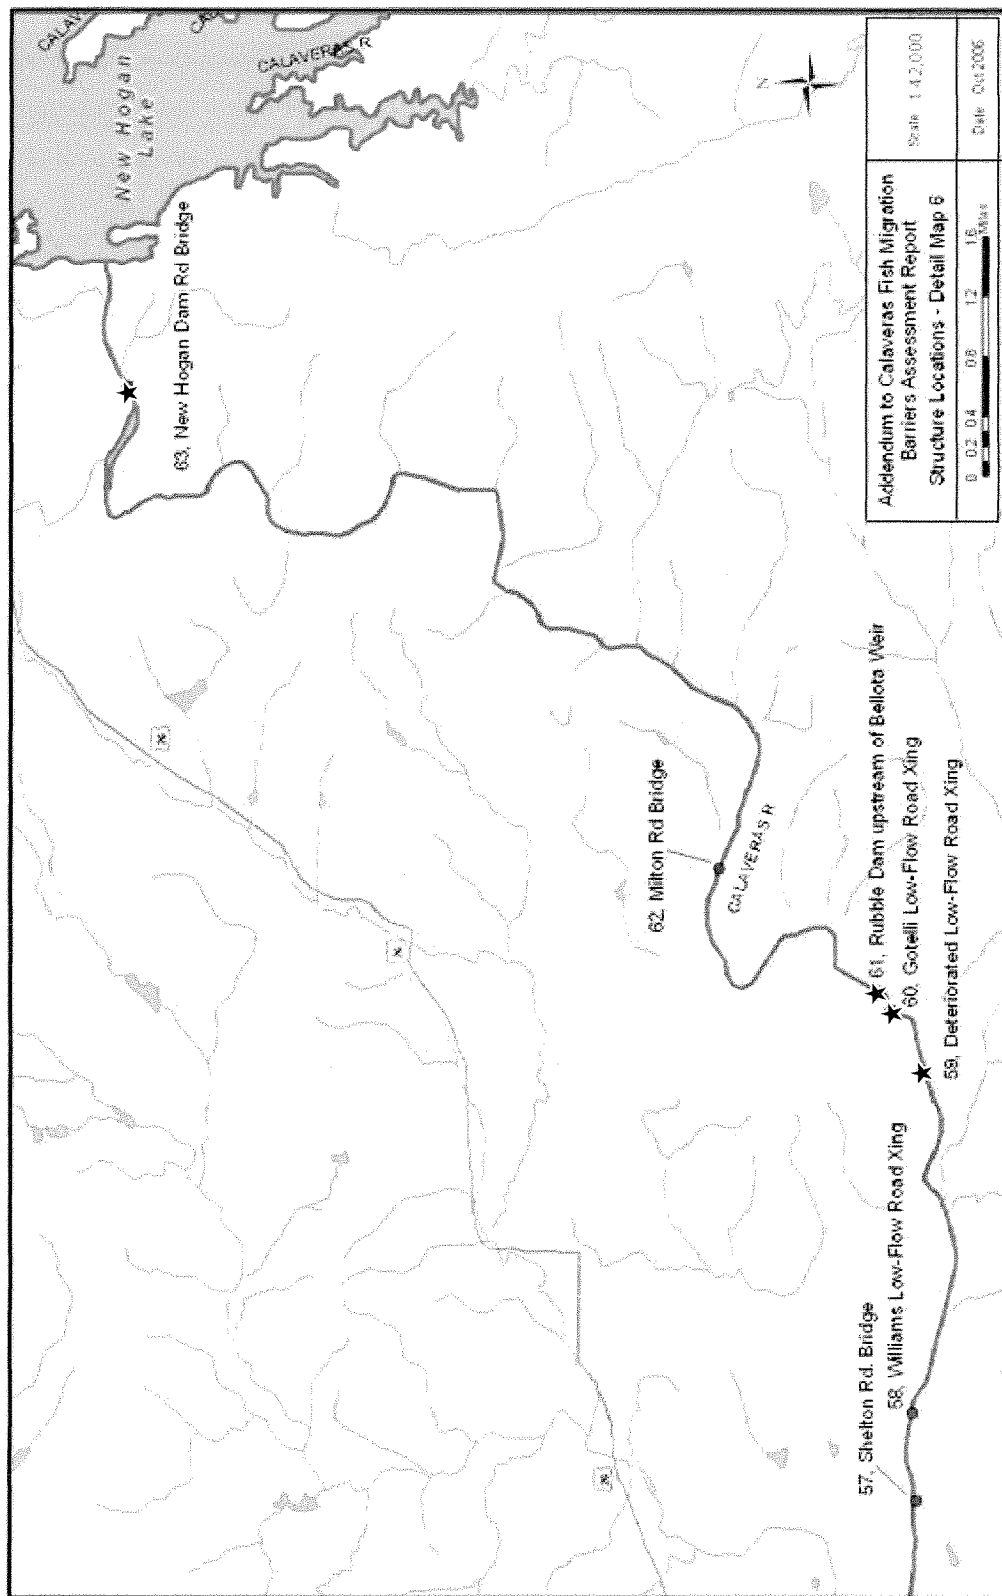 CALAVERAS R
New Hogan
Lake
63, New Hogan Dam Rd Bridge
26
26
62, Milton Rd Bridge
CALAVERAS R
61, Rubble Dam upstream of Bellota Weir
60, Gotelli Low-Flow Road Xing
59, Deteriorated Low-Flow Road Xing
58, Williams Low-Flow Road Xing
57, Shelton Rd. Bridge
26
N
Addendum to Calaveras Fish Migration
Barriers Assessment Report
Structure Locations - Detail Map 6
Scale 1:42,000
0 0.2 0.4 0.8 1.2 1.6
Miles
Date Oct 2006